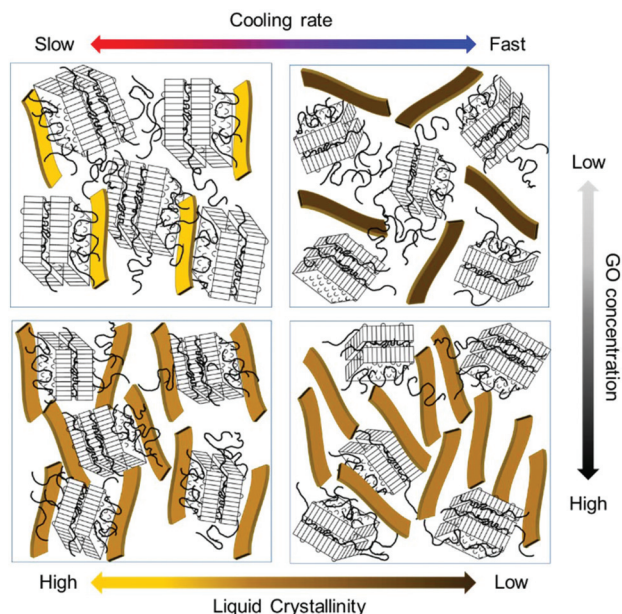 Cooling rate
Slow
Fast
Low
GO concentration
High
High
Low
Liquid Crystallinity